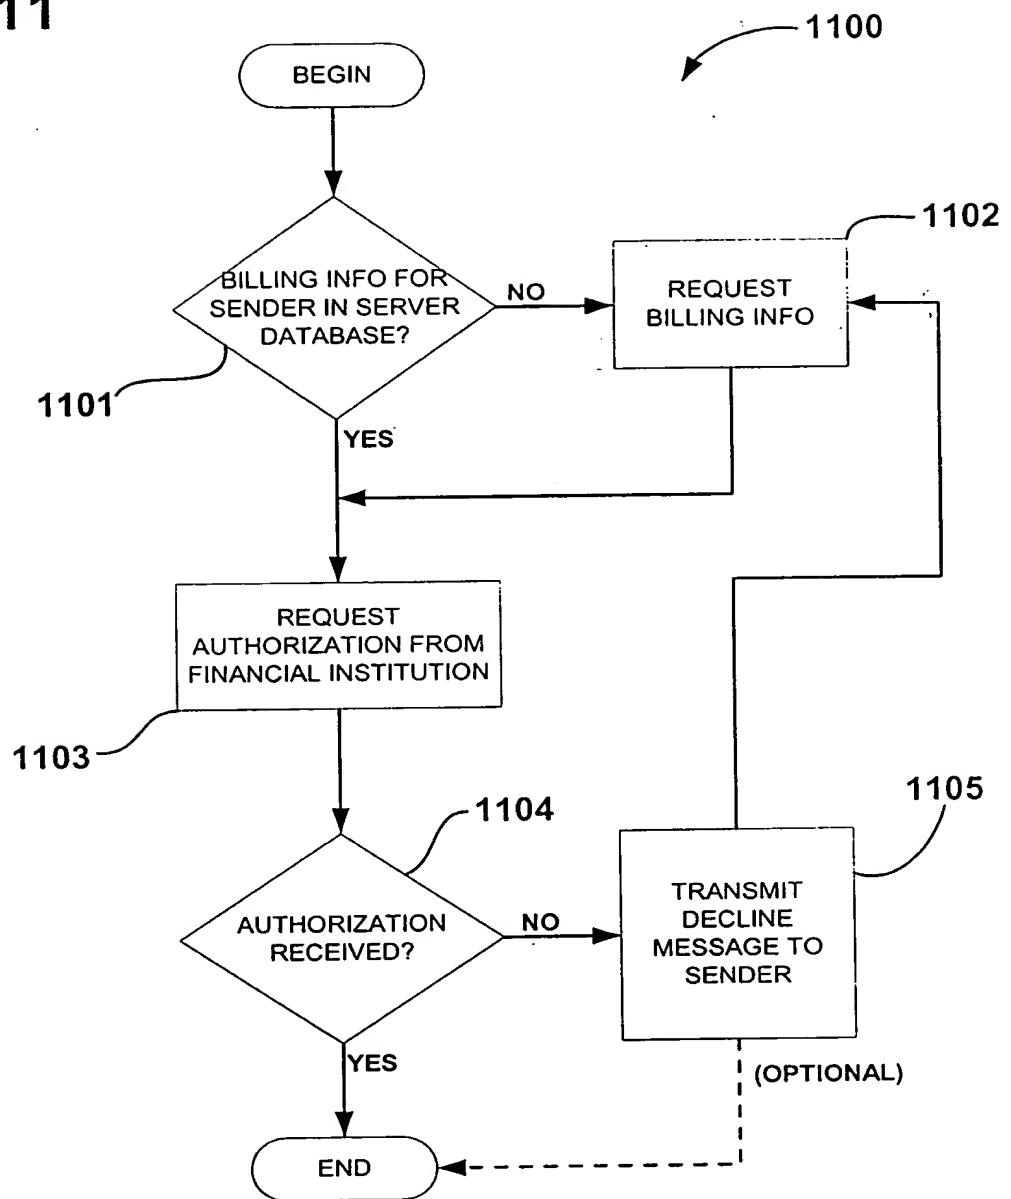 11
1100
BEGIN
1102
BILLING INFO FOR
SENDER IN SERVER
DATABASE?
NO
REQUEST
BILLING INFO
1101
YES
REQUEST
AUTHORIZATION FROM
FINANCIAL INSTITUTION
1103
1104
1105
AUTHORIZATION
RECEIVED?
NO
TRANSMIT
DECLINE
MESSAGE TO
SENDER
YES
(OPTIONAL)
END